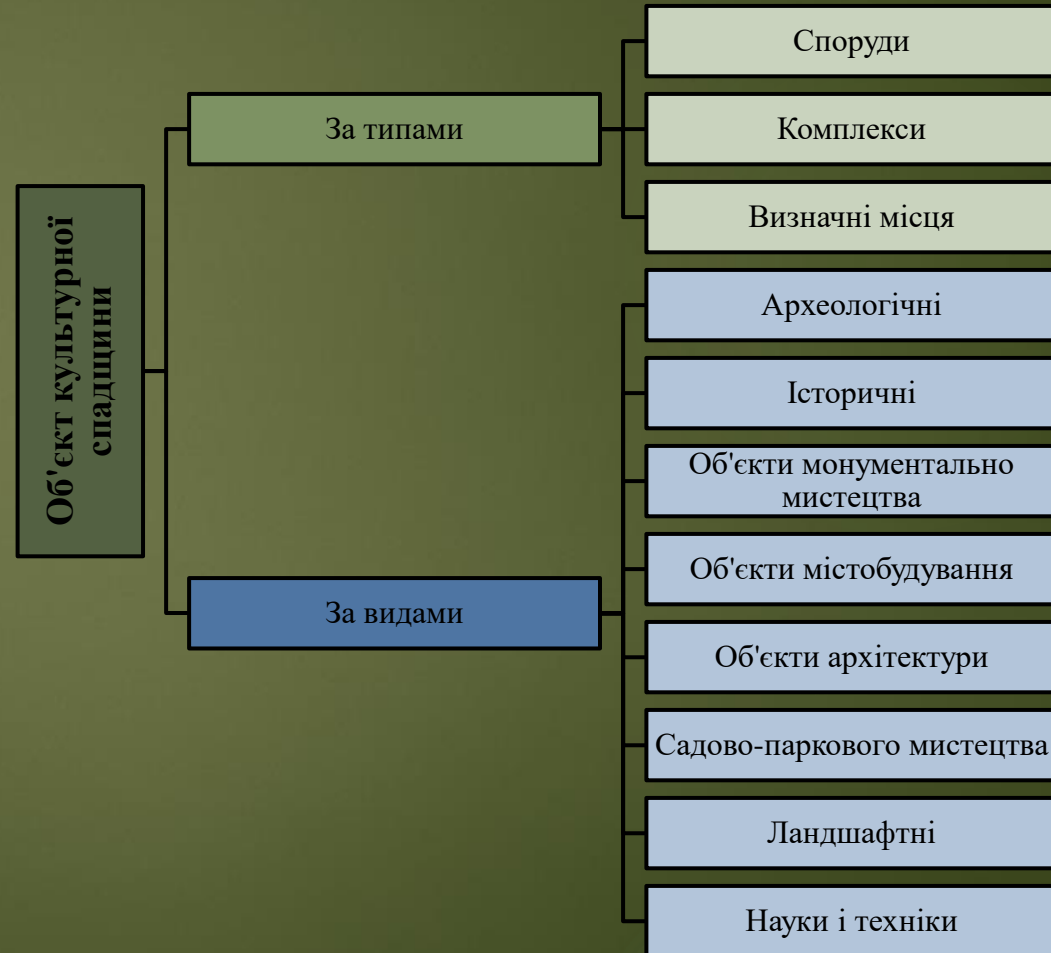 Об'єкт культурної
спадщини
За типами
Споруди
Комплекси
Визначні місця
За видами
Археологічні
Історичні
Об'єкти монументально
мистецтва
Об'єкти містобудування
Об'єкти архітектури
Садово-паркового мистецтва
Ландшафтні
Науки і техніки